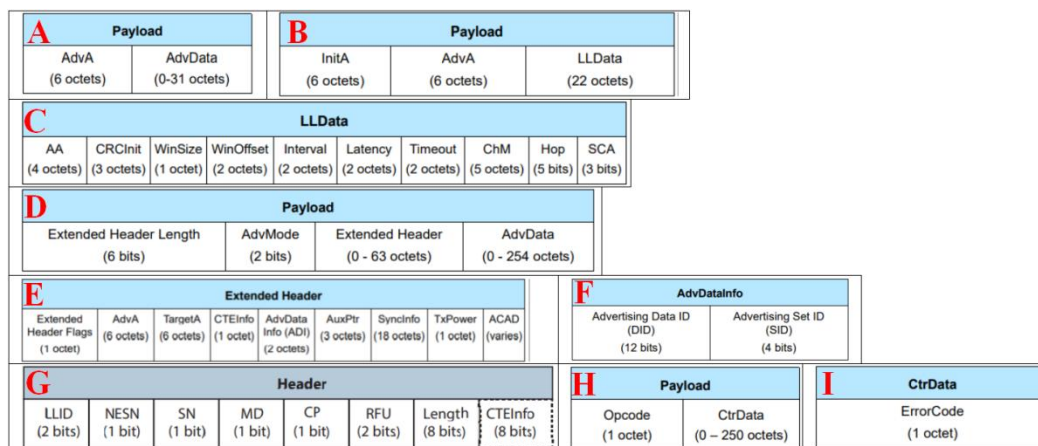 A
Payload
AdvA AdvData
(6 octets) (0-31 octets)
B
Payload
InitA AdvA LLData
(6 octets) (6 octets) (22 octets)
C
LLData
AA CRCInit WinSize WinOffset Interval Latency Timeout ChM Hop SCA
(4 octets) (3 octets) (1 octet) (2 octets) (2 octets) (2 octets) (2 octets) (5 octets) (5 bits) (3 bits)
D
Payload
Extended Header Length AdvMode Extended Header AdvData
(6 bits) (2 bits) (0 - 63 octets) (0 - 254 octets)
E
Extended Header
Extended AdvA TargetA CTEInfo AdvData AuxPtr SyncInfo TxPower ACAD
Header Flags (6 octets) (6 octets) (1 octet) Info (ADI) (3 octets) (18 octets) (1 octet) (varies)
(1 octet) (2 octets)
F
AdvDataInfo
Advertising Data ID Advertising Set ID
(DID) (SID)
(12 bits) (4 bits)
G
Header
LLID NESN SN MD CP RFU Length CTEInfo
(2 bits) (1 bit) (1 bit) (1 bit) (1 bit) (2 bits) (8 bits) (8 bits)
H
Payload
Opcode CtrData
(1 octet) (0 – 250 octets)
I
CtrData
ErrorCode
(1 octet)